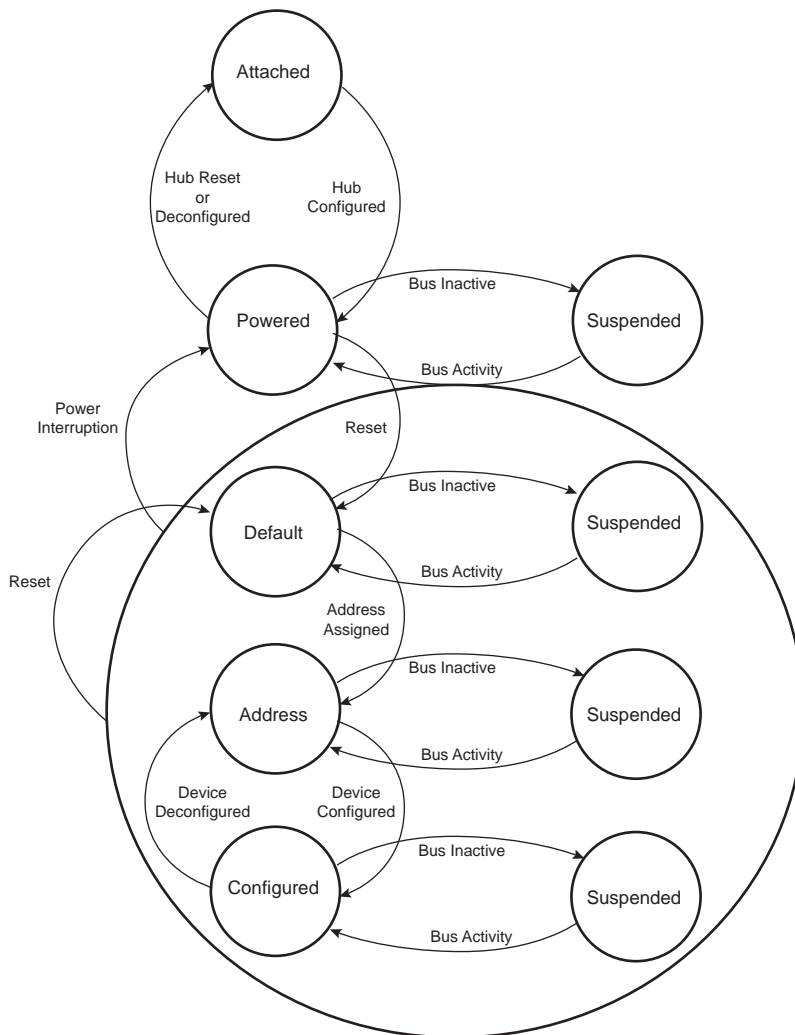 Attached
Hub Reset
or
Deconfigured
Hub
Configured
Bus Inactive
Powered
Suspended
Bus Activity
Power
Interruption
Reset
Bus Inactive
Default
Suspended
Bus Activity
Reset
Address
Assigned
Bus Inactive
Address
Suspended
Bus Activity
Device
Deconfigured
Device
Configured
Bus Inactive
Configured
Suspended
Bus Activity